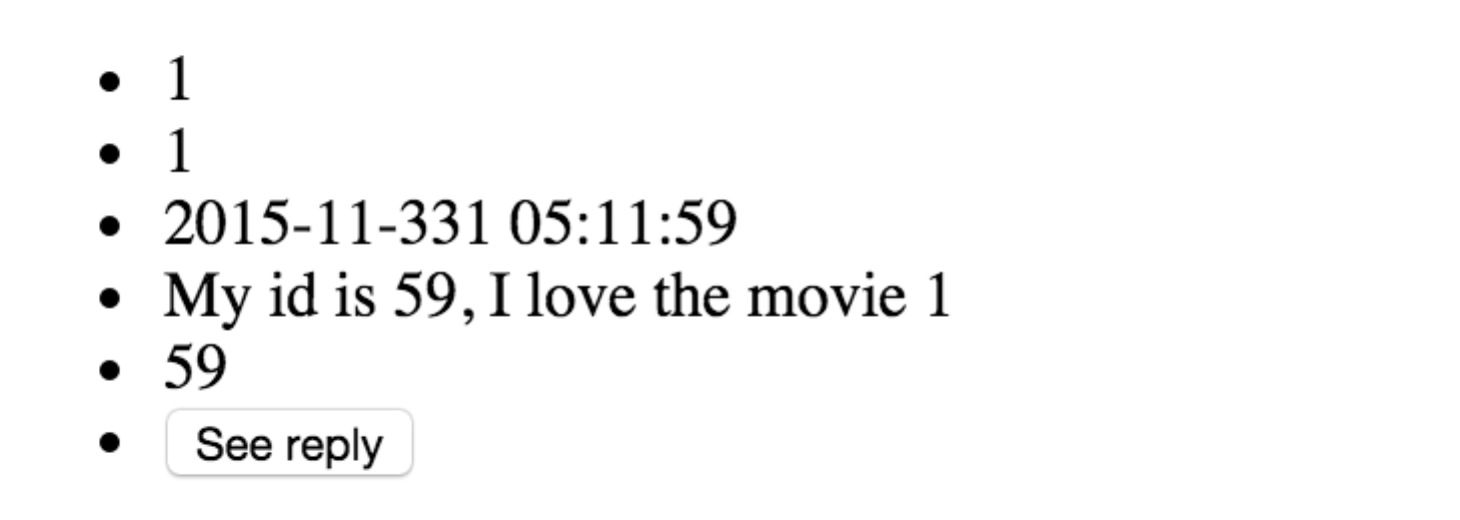 1
1
2015-11-331 05:11:59
My id is 59, I love the movie 1
59
See reply